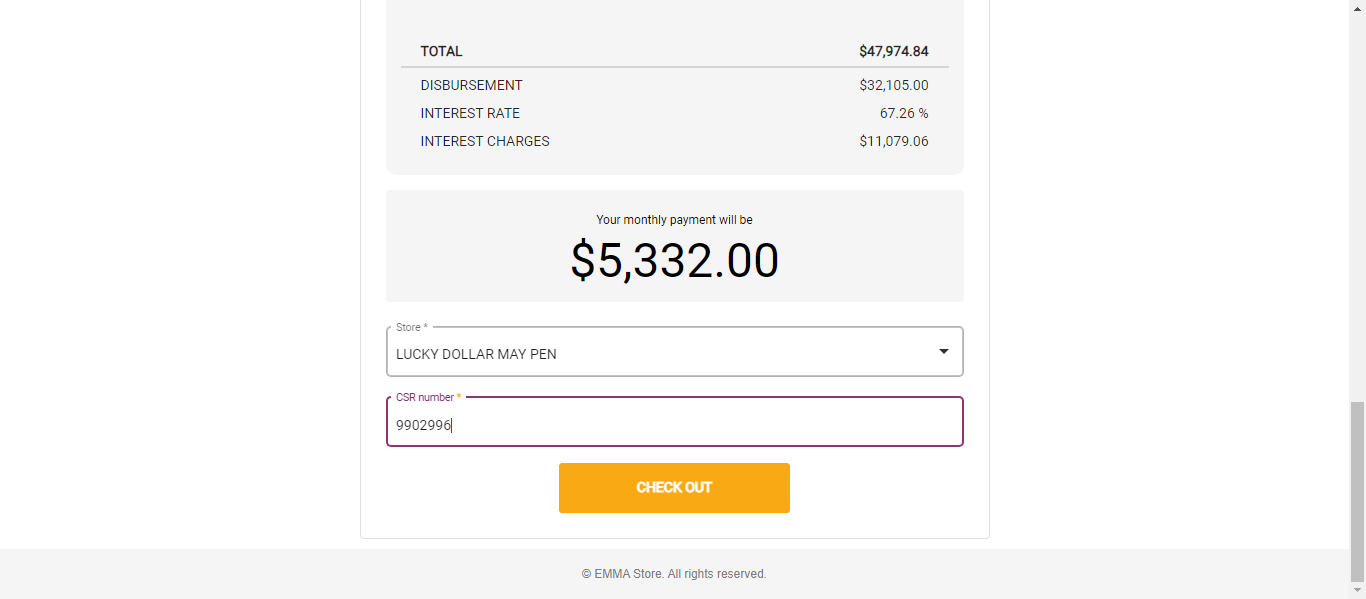 TOTAL $47,974.84
DISBURSEMENT $32,105.00
INTEREST RATE 67.26 %
INTEREST CHARGES $11,079.06
Your monthly payment will be
$5,332.00
Store *
LUCKY DOLLAR MAY PEN
CSR number *
9902996
CHECK OUT
© EMMA Store. All rights reserved.